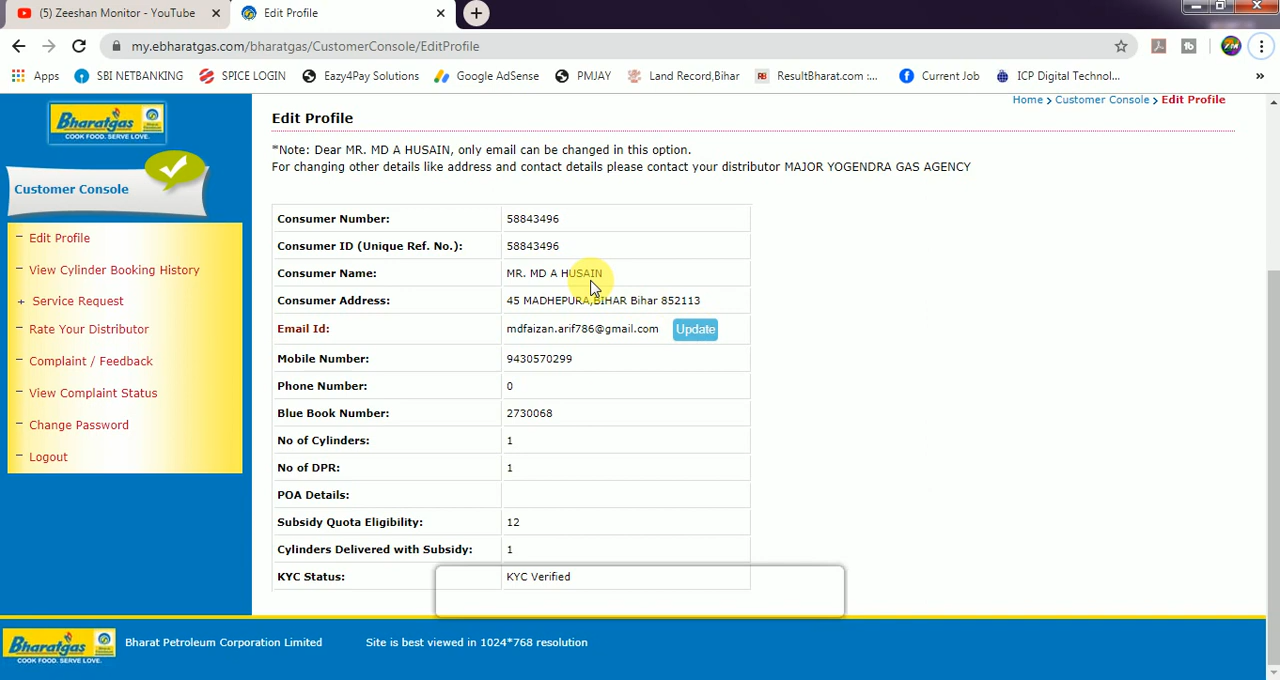 (5) Zeeshan Monitor - YouTube
Edit Profile
my.ebharatgas.com/bharatgas/CustomerConsole/EditProfile
Apps SBI NETBANKING SPICE LOGIN Eazy4Pay Solutions Google AdSense PMJAY Land Record,Bihar RB ResultBharat.com :... Current Job ICP Digital Technol... »
Bharatgas
COOK FOOD. SERVE LOVE.
Customer Console
Edit Profile
View Cylinder Booking History
+ Service Request
Rate Your Distributor
Complaint / Feedback
View Complaint Status
Change Password
Logout
Home > Customer Console > Edit Profile
Edit Profile
*Note: Dear MR. MD A HUSAIN, only email can be changed in this option.
For changing other details like address and contact details please contact your distributor MAJOR YOGENDRA GAS AGENCY
Consumer Number: 58843496
Consumer ID (Unique Ref. No.): 58843496
Consumer Name: MR. MD A HUSAIN
Consumer Address: 45 MADHEPURA,BIHAR Bihar 852113
Email Id: mdfaizan.arif786@gmail.com Update
Mobile Number: 9430570299
Phone Number: 0
Blue Book Number: 2730068
No of Cylinders: 1
No of DPR: 1
POA Details:
Subsidy Quota Eligibility: 12
Cylinders Delivered with Subsidy: 1
KYC Status: KYC Verified
Bharatgas
COOK FOOD. SERVE LOVE.
Bharat Petroleum Corporation Limited
Site is best viewed in 1024*768 resolution